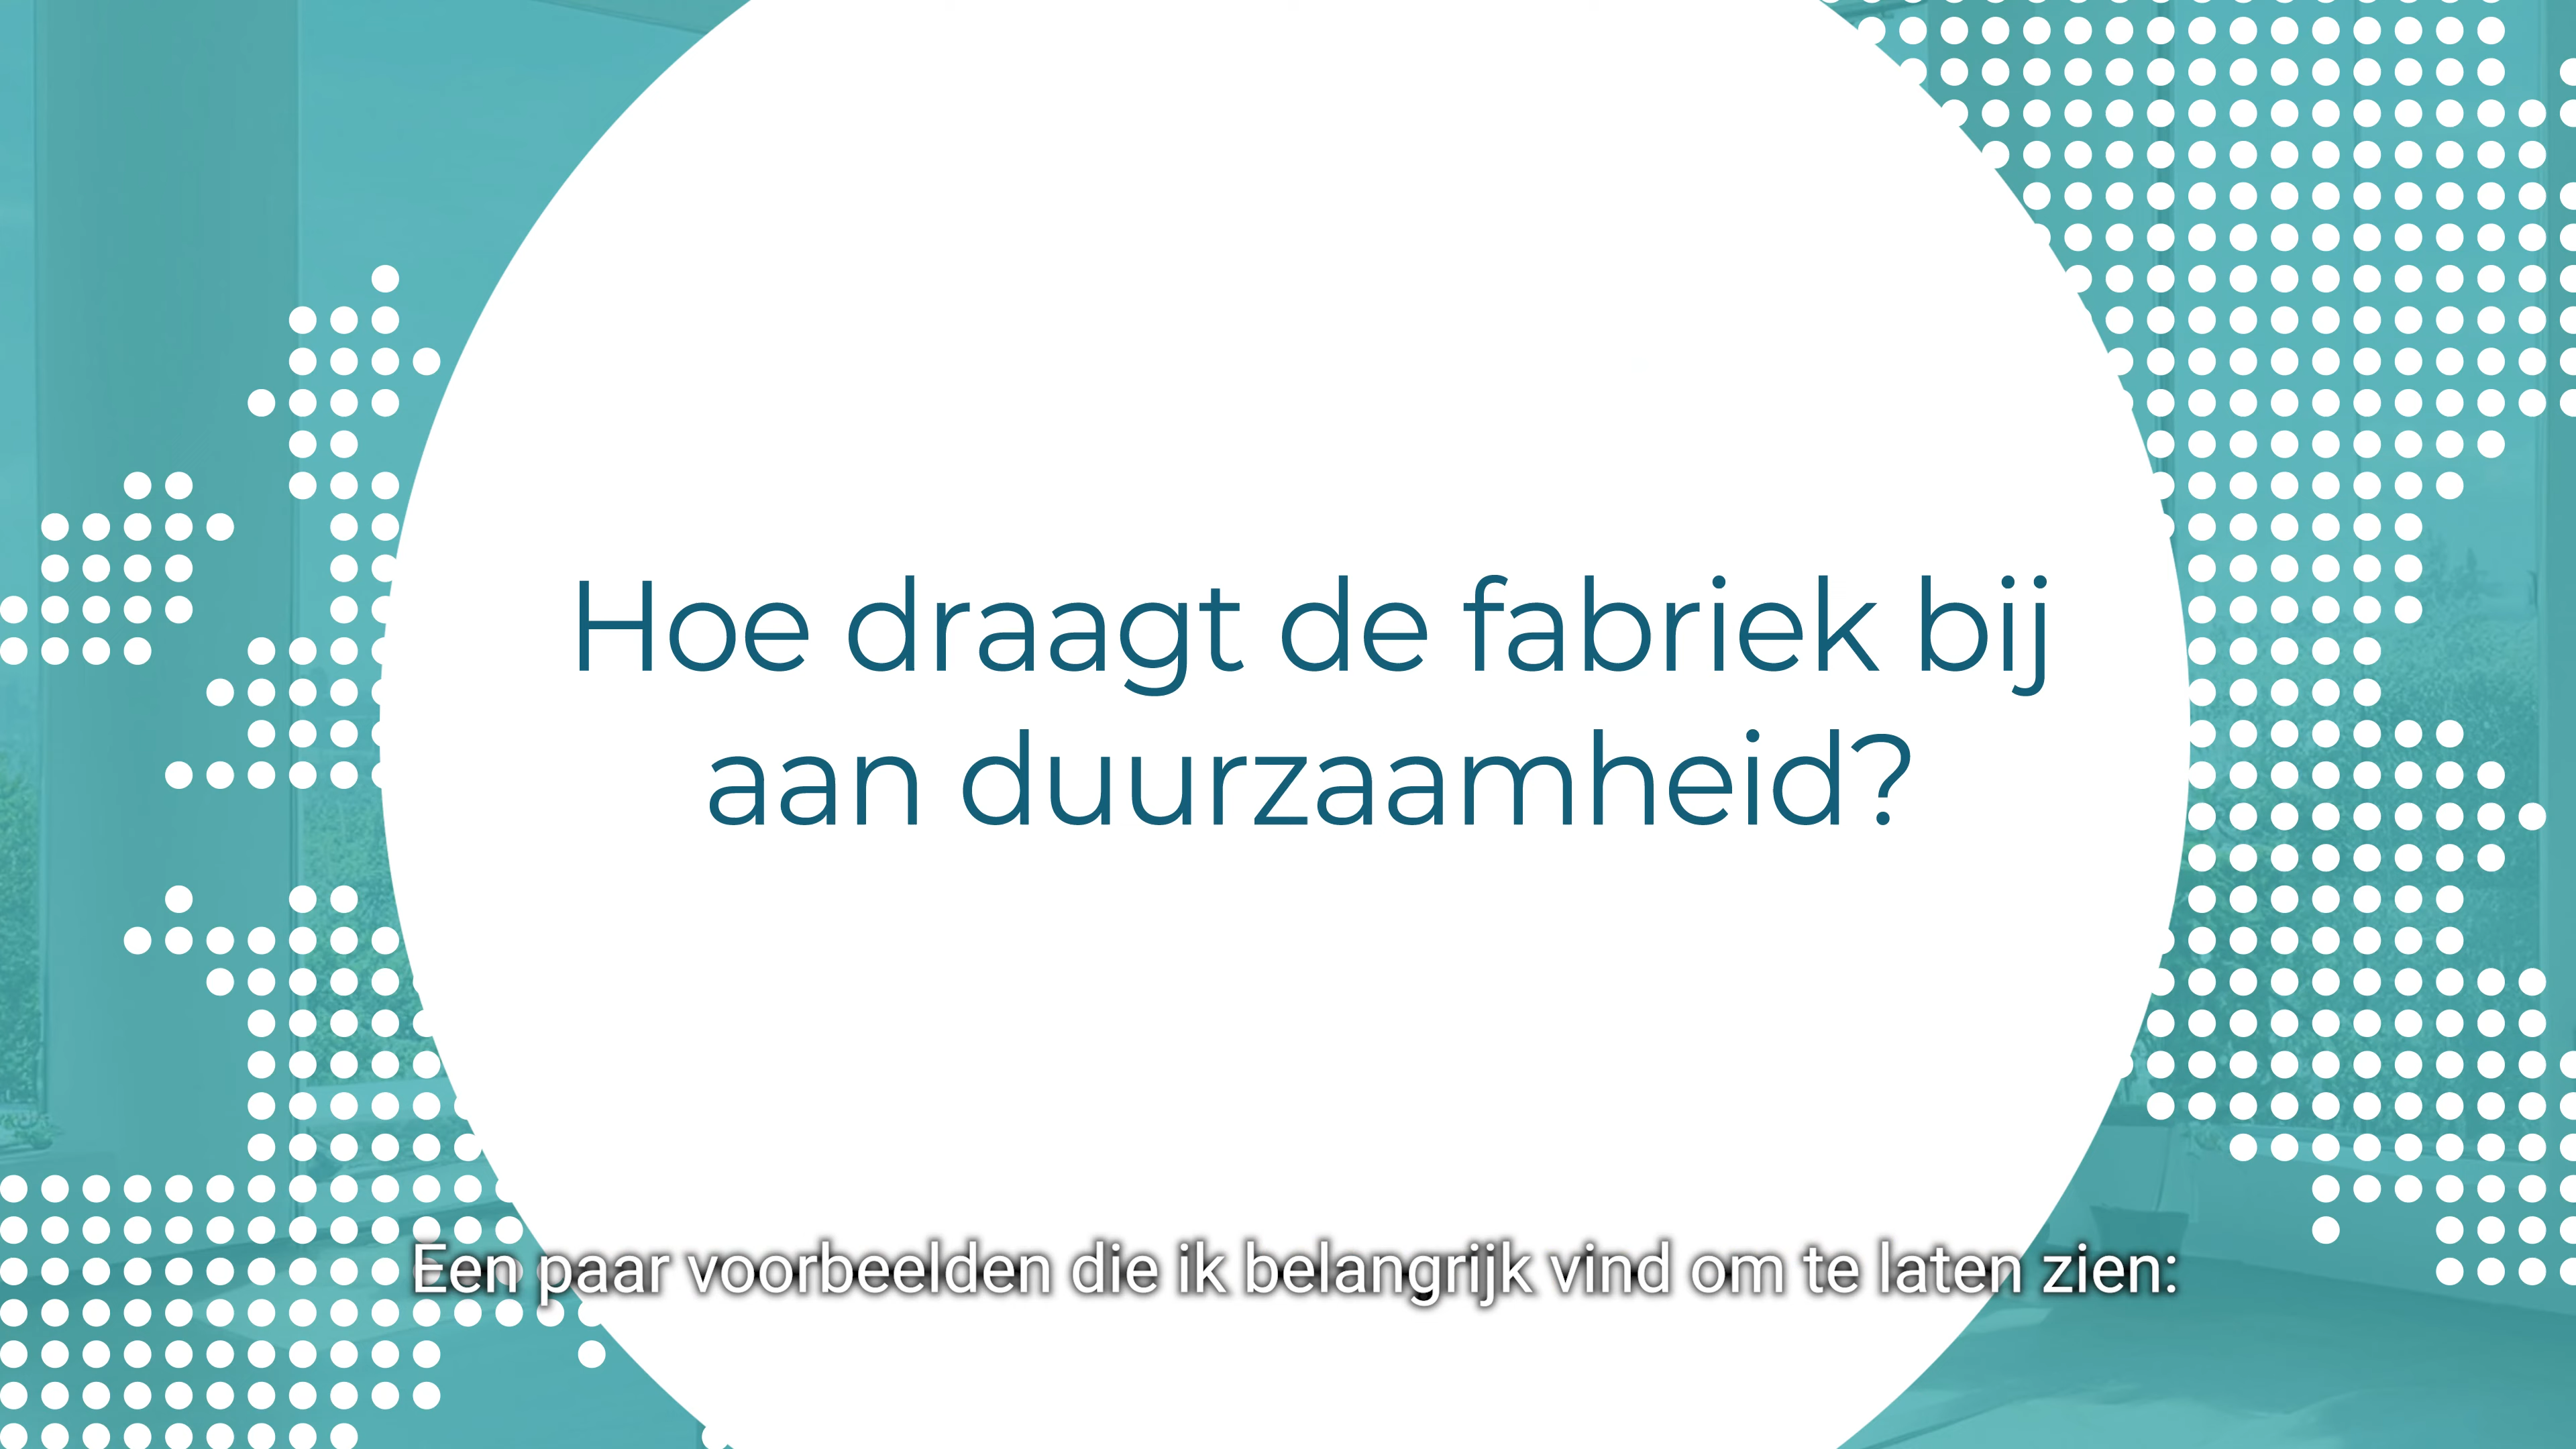 Hoe draagt de fabriek bij
aan duurzaamheid?
Een paar voorbeelden die ik belangrijk vind om te laten zien: